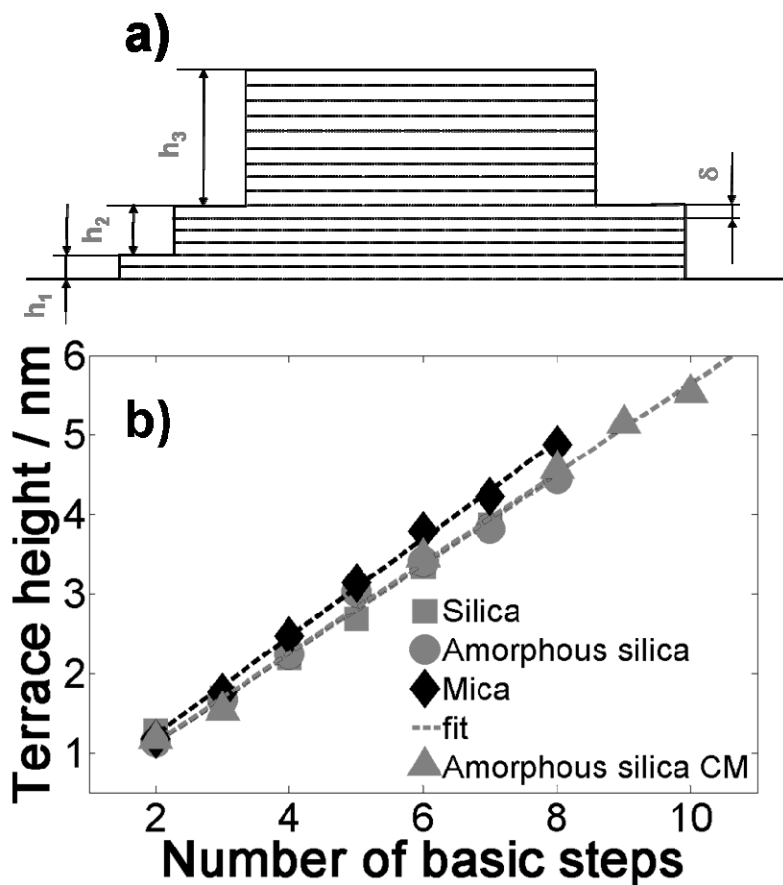 a)
h3
h2
h1
δ
b)
Terrace height / nm
6
5
4
3
2
1
Silica
Amorphous silica
Mica
fit
Amorphous silica CM
2 4 6 8 10
Number of basic steps